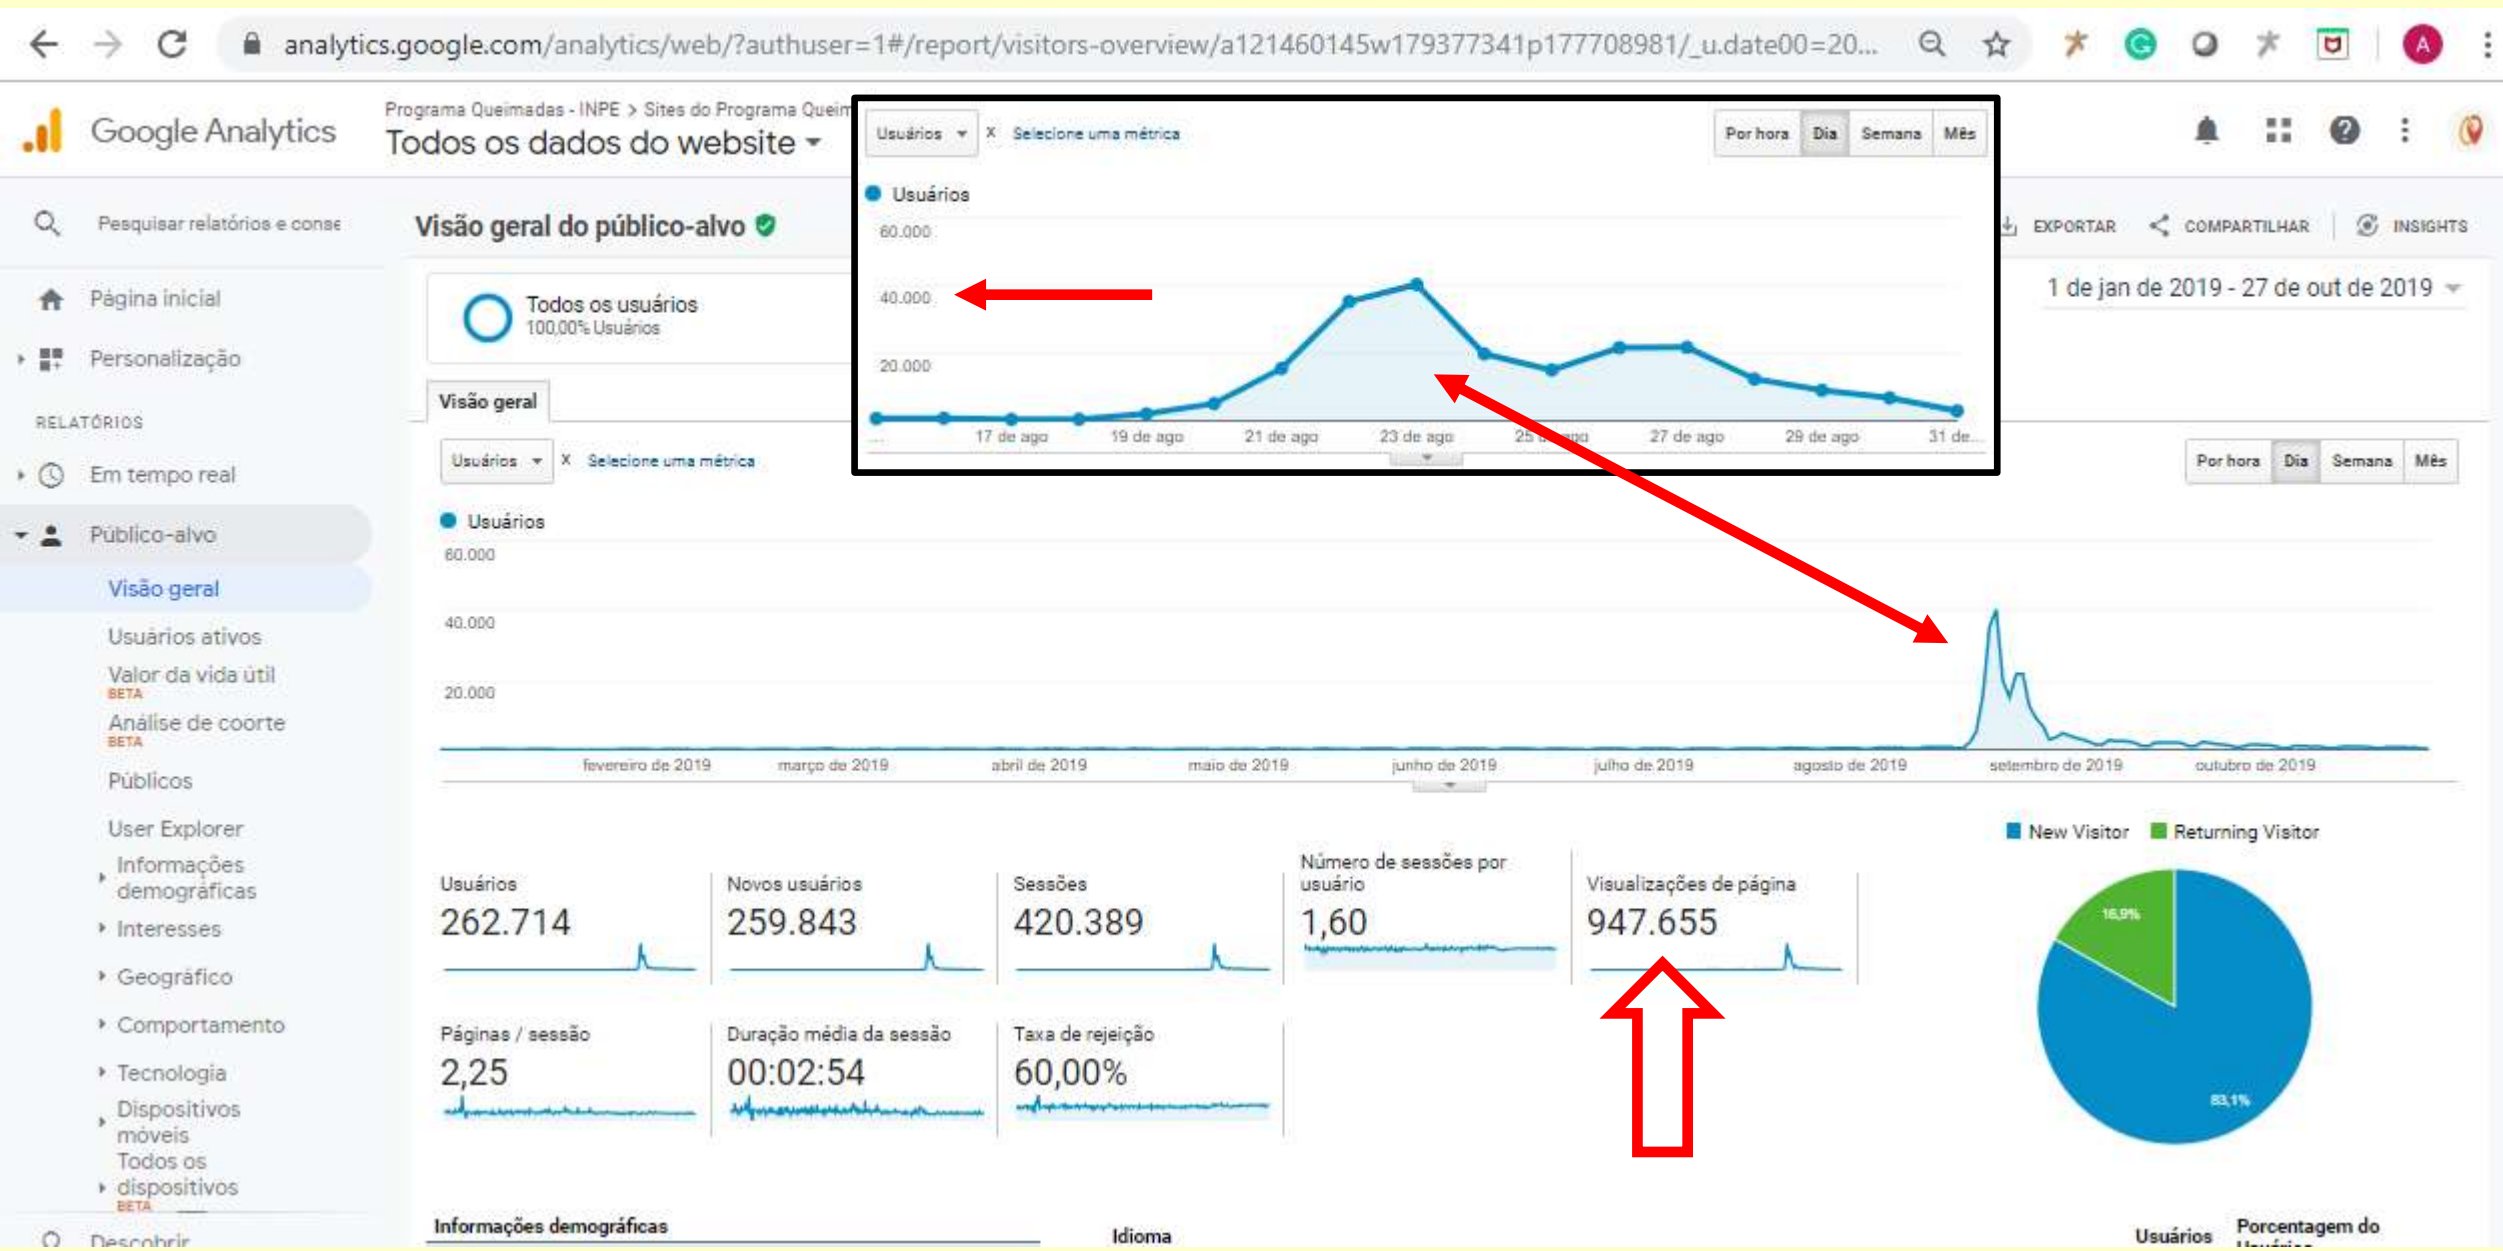 analytics.google.com/analytics/web/?authuser=1#/report/visitors-overview/a121460145w179377341p177708981/_u.date00=20...
A
Google Analytics
Programa Queimadas - INPE > Sites do Programa Queim
Todos os dados do website
Pesquisar relatórios e conse
Página inicial
Personalização
RELATÓRIOS
Em tempo real
Público-alvo
Visão geral
Usuários ativos
Valor da vida útil
BETA
Análise de coorte
BETA
Públicos
User Explorer
Informações
demográficas
Interesses
Geográfico
Comportamento
Tecnologia
Dispositivos
móveis
Todos os
dispositivos
BETA
Descobrir
Visão geral do público-alvo
EXPORTAR
COMPARTILHAR
INSIGHTS
Todos os usuários
100,00% Usuários
1 de jan de 2019 - 27 de out de 2019
Usuários X Selecione uma métrica
Por hora Dia Semana Mês
Usuários
60.000
40.000
20.000
... 17 de ago 19 de ago 21 de ago 23 de ago 25 de ago 27 de ago 29 de ago 31 de...
Visão geral
Usuários X Selecione uma métrica
Por hora Dia Semana Mês
Usuários
60.000
40.000
20.000
fevereiro de 2019 março de 2019 abril de 2019 maio de 2019 junho de 2019 julho de 2019 agosto de 2019 setembro de 2019 outubro de 2019
New Visitor Returning Visitor
16,9%
83,1%
Usuários
262.714
Novos usuários
259.843
Sessões
420.389
Número de sessões por
usuário
1,60
Visualizações de página
947.655
Páginas / sessão
2,25
Duração média da sessão
00:02:54
Taxa de rejeição
60,00%
Informações demográficas
Idioma
Usuários
Porcentagem do
Usuários